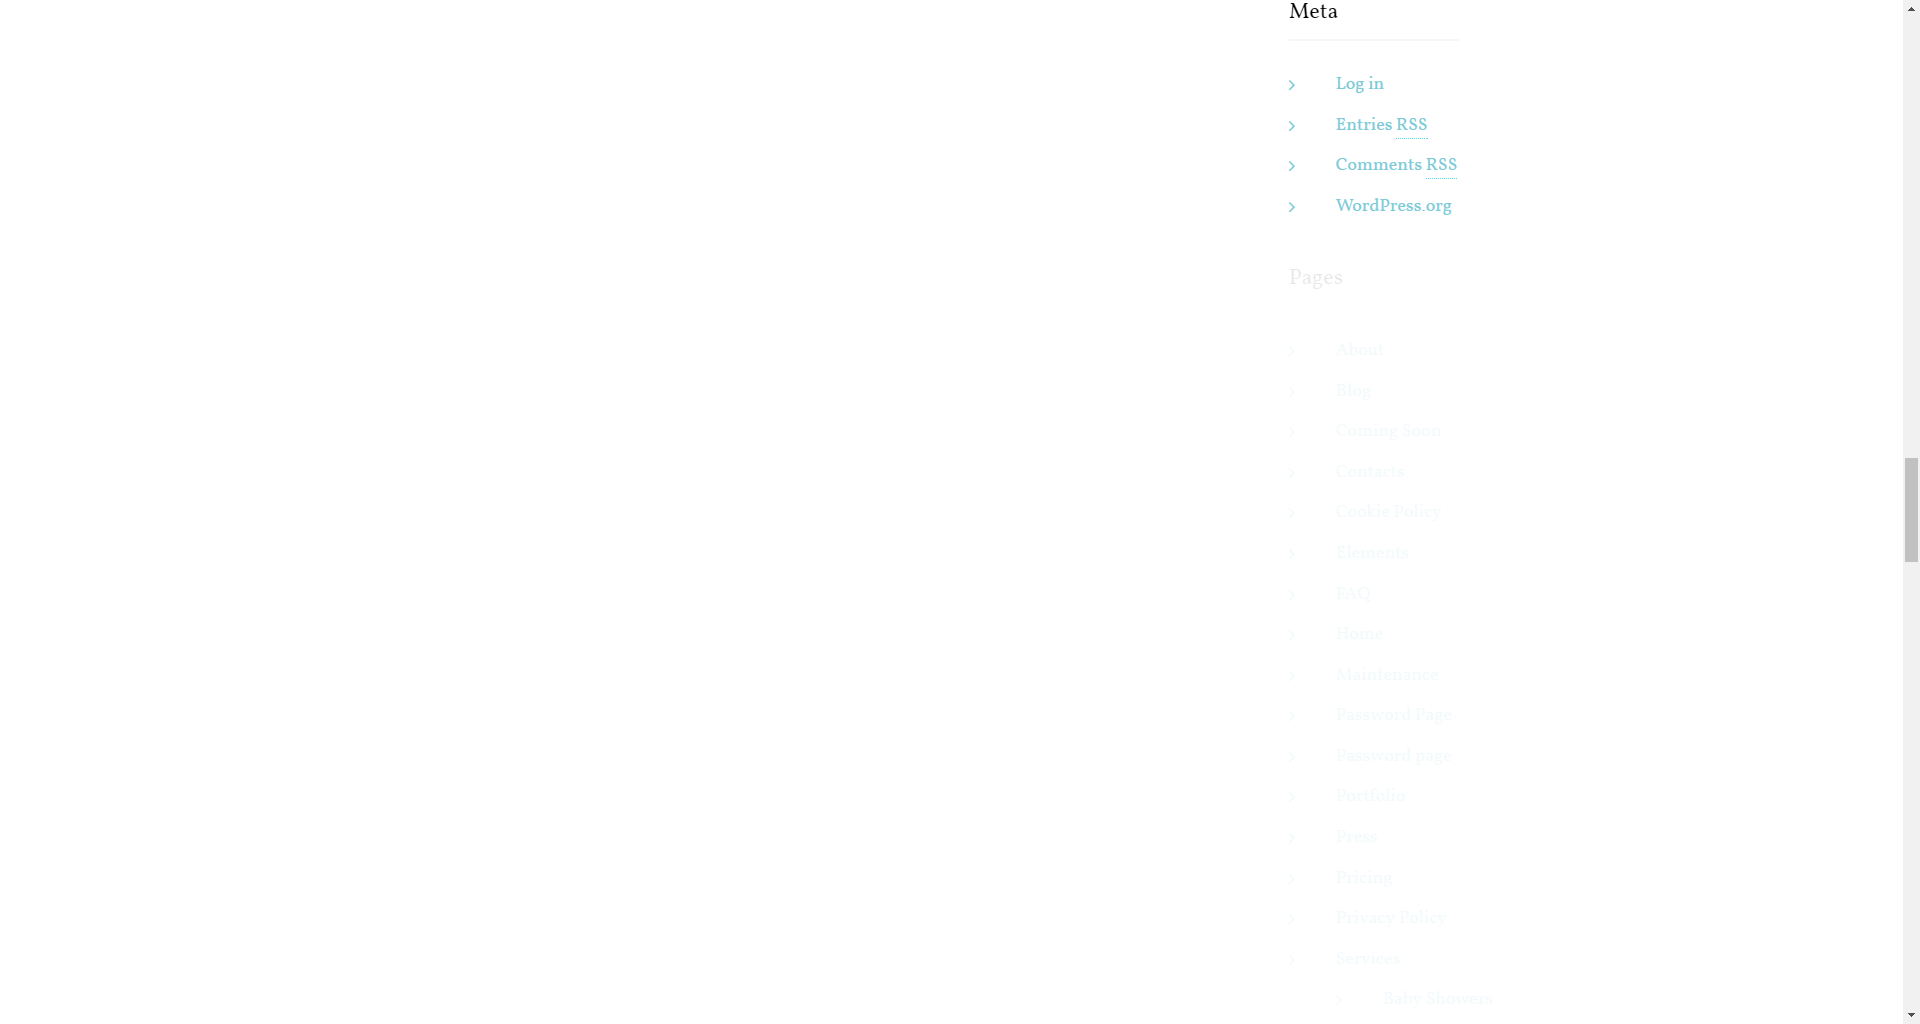 Meta
Log in
Entries RSS
Comments RSS
WordPress.org
Pages
About
Blog
Coming Soon
Contacts
Cookie Policy
Elements
FAQ
Home
Maintenance
Password Page
Password page
Portfolio
Press
Pricing
Privacy Policy
Services
Baby Showers